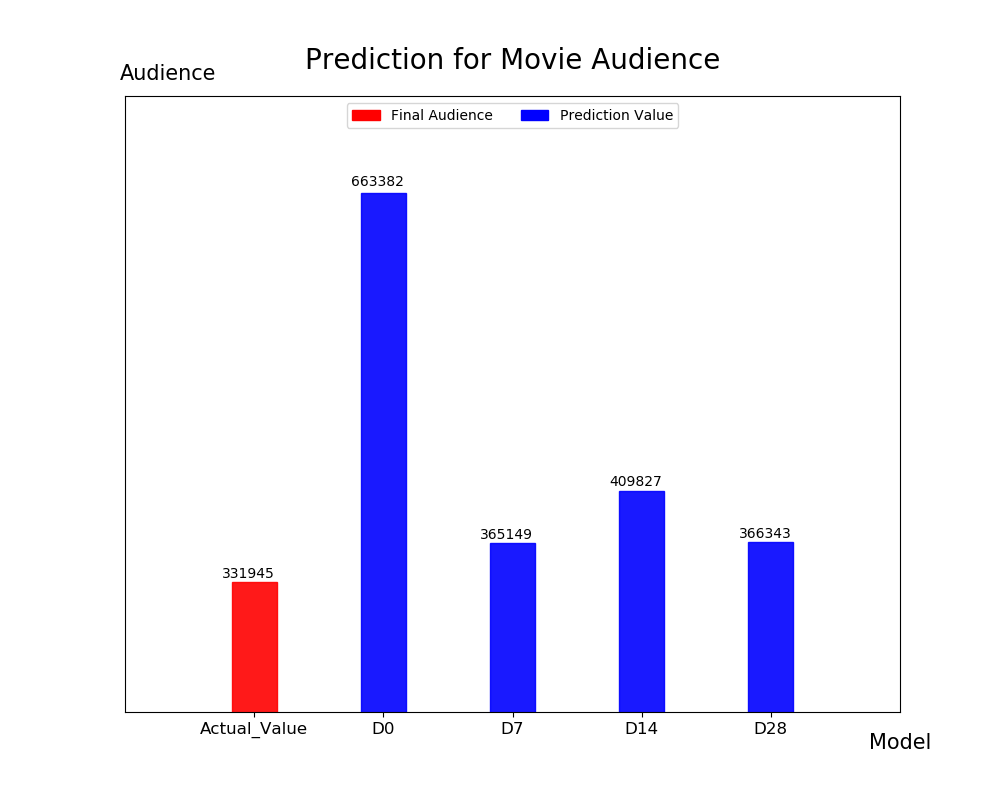 Prediction for Movie Audience
Audience
Final Audience Prediction Value
663382
409827
365149
366343
331945
Actual_Value D0 D7 D14 D28
Model